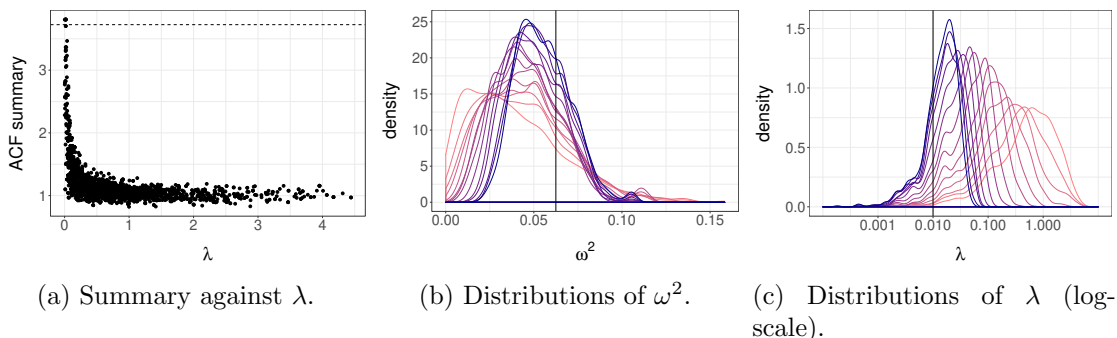 ACF summary
3
2
1
0
1
2
3
4
λ
density
25
20
15
10
5
0
0.00
0.05
0.10
0.15
ω²
density
1.5
1.0
0.5
0.0
0.001
0.010
0.100
1.000
λ
(a) Summary against λ.
(b) Distributions of ω².
(c) Distributions of λ (log-
scale).